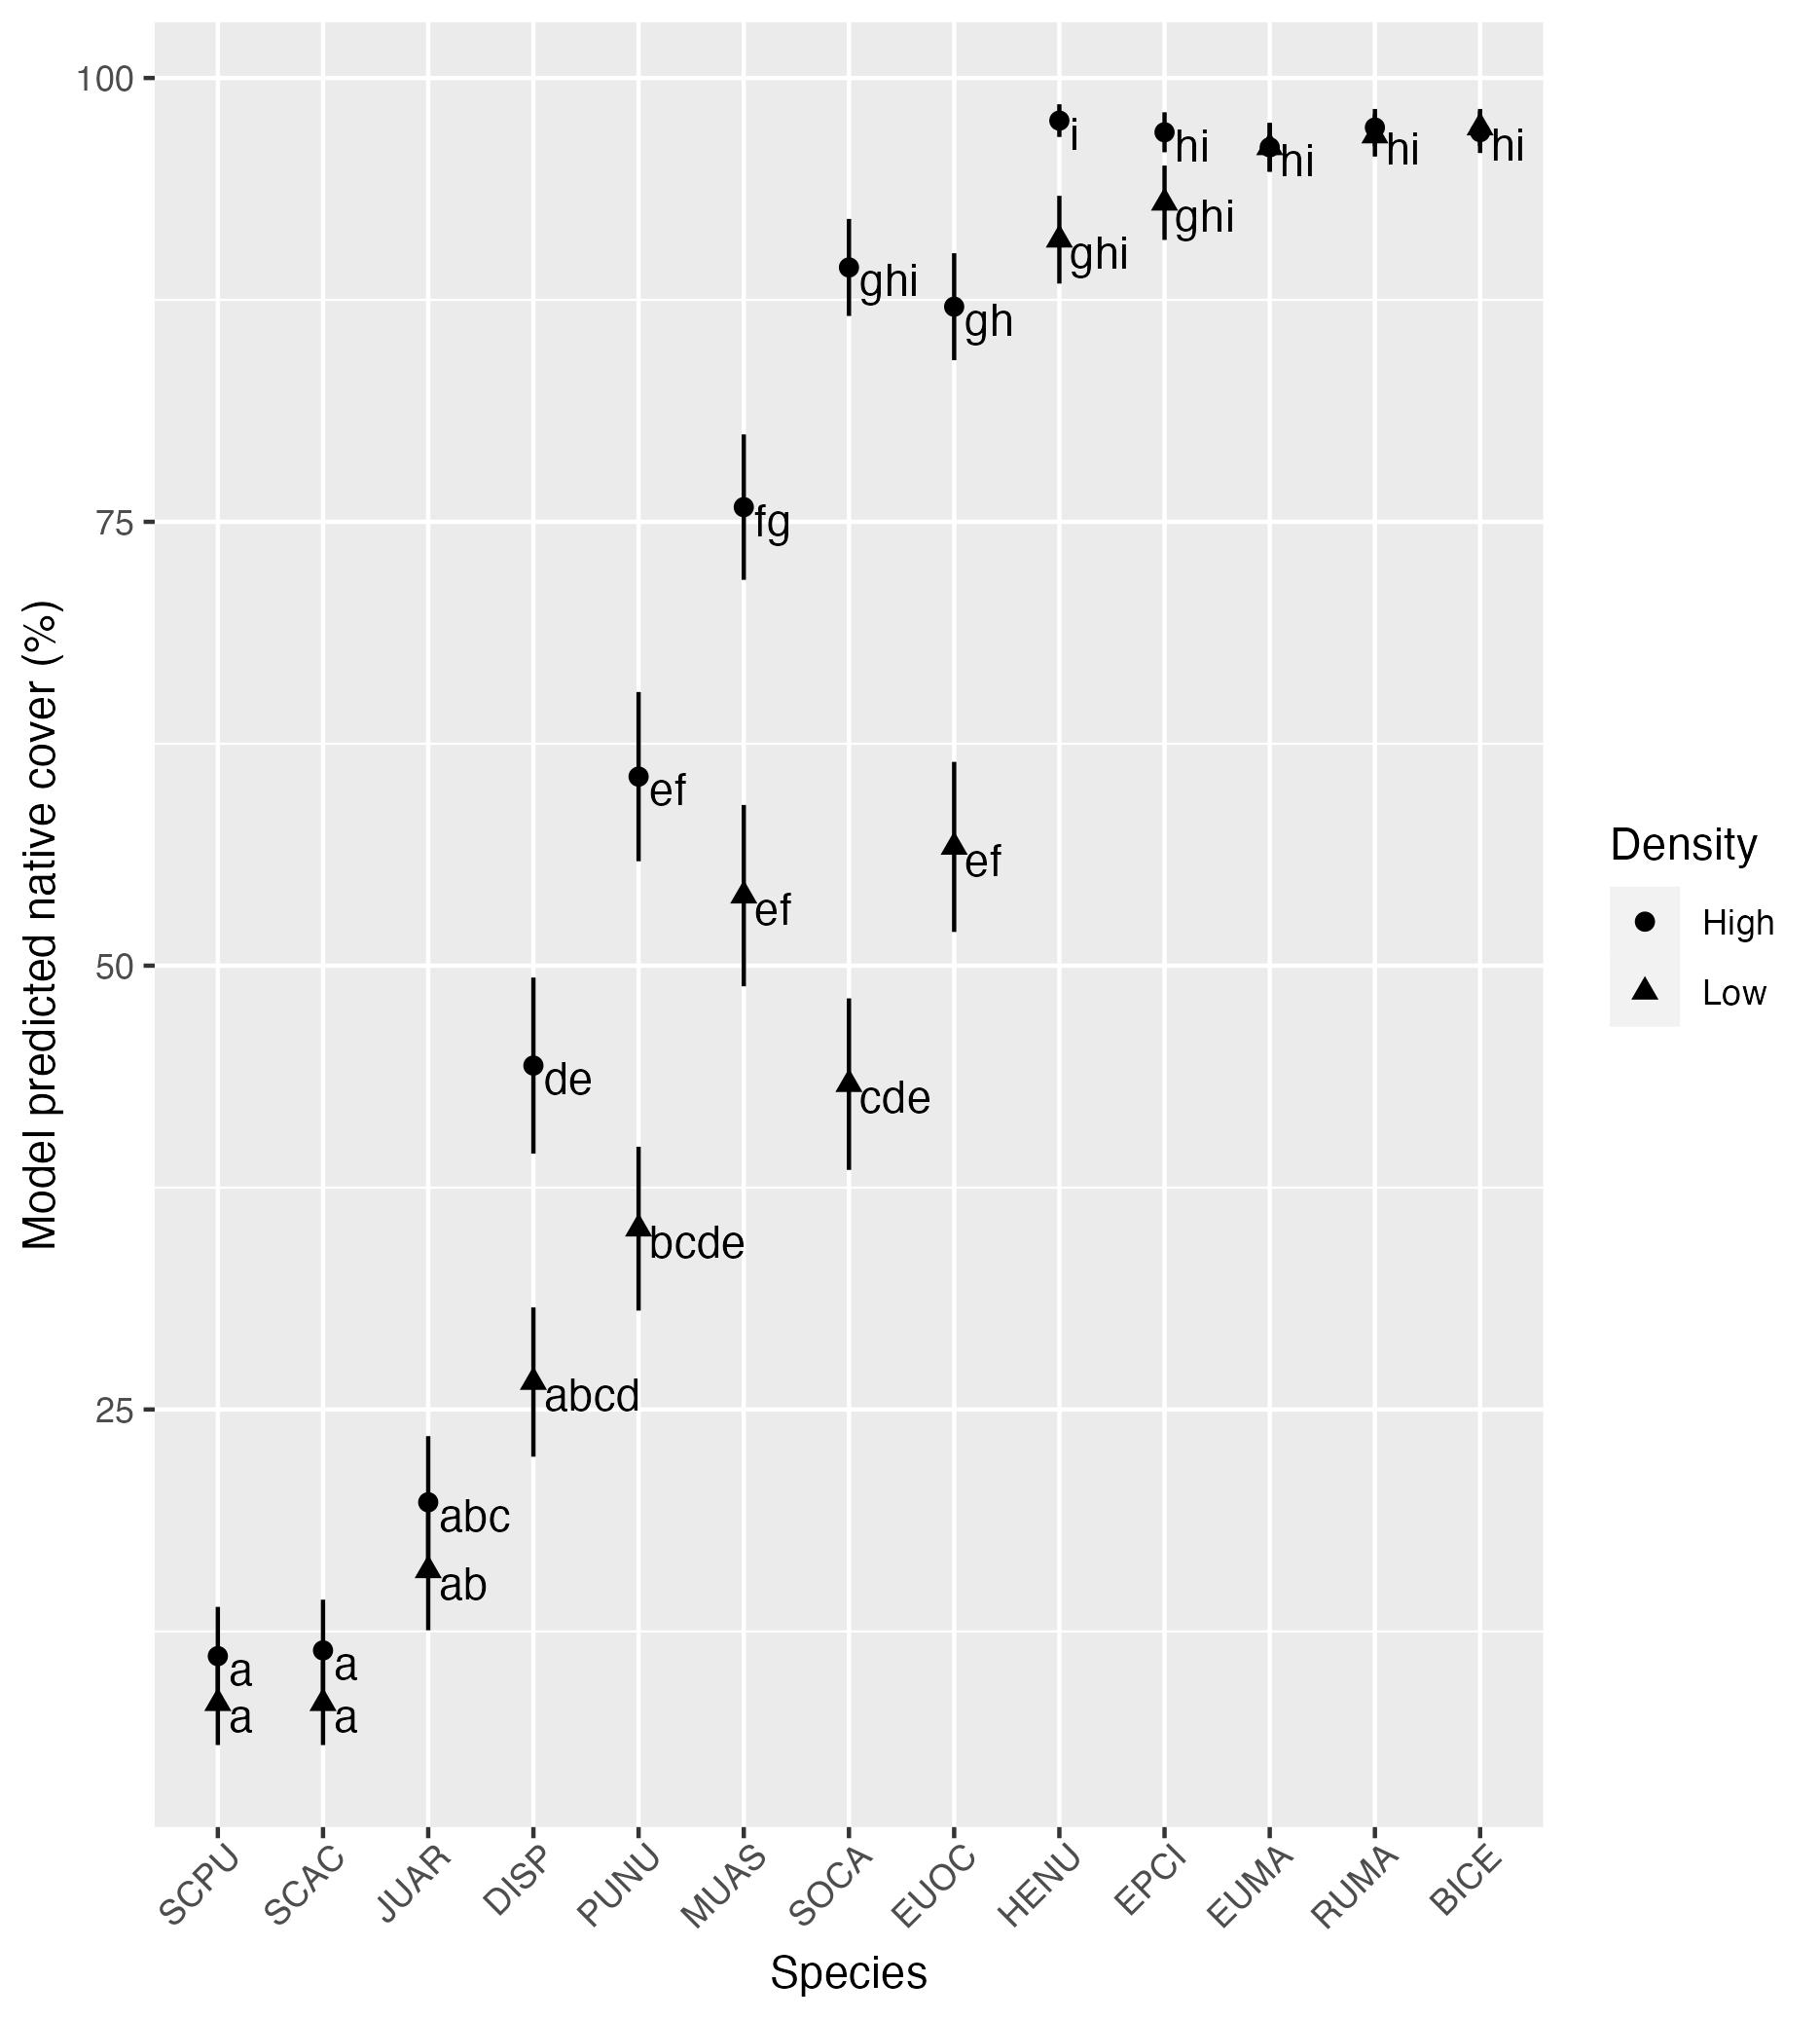 Model predicted native cover (%)
100
75
50
25
i
hi
hi
hi
hi
ghi
ghi
ghi
gh
fg
ef
ef
ef
de
cde
bcde
abcd
abc
ab
a
a
a
a
SCPU
SCAC
JUAR
DISP
PUNU
MUAS
SOCA
EUOC
HENU
EPCI
EUMA
RUMA
BICE
Species
Density
High
Low